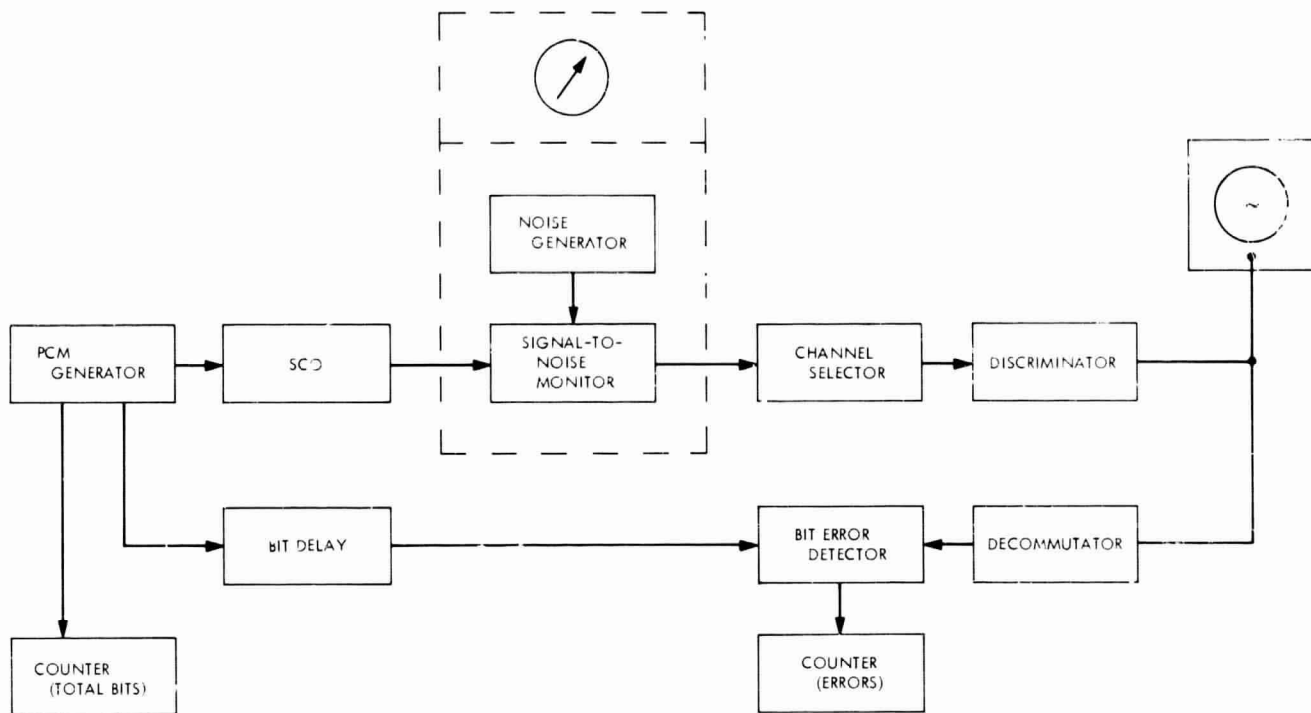 NOISE
GENERATOR
~
PCM
GENERATOR
SCO
SIGNAL-TO-
NOISE
MONITOR
CHANNEL
SELECTOR
DISCRIMINATOR
BIT DELAY
BIT ERROR
DETECTOR
DECOMMUTATOR
COUNTER
(TOTAL BITS)
COUNTER
(ERRORS)